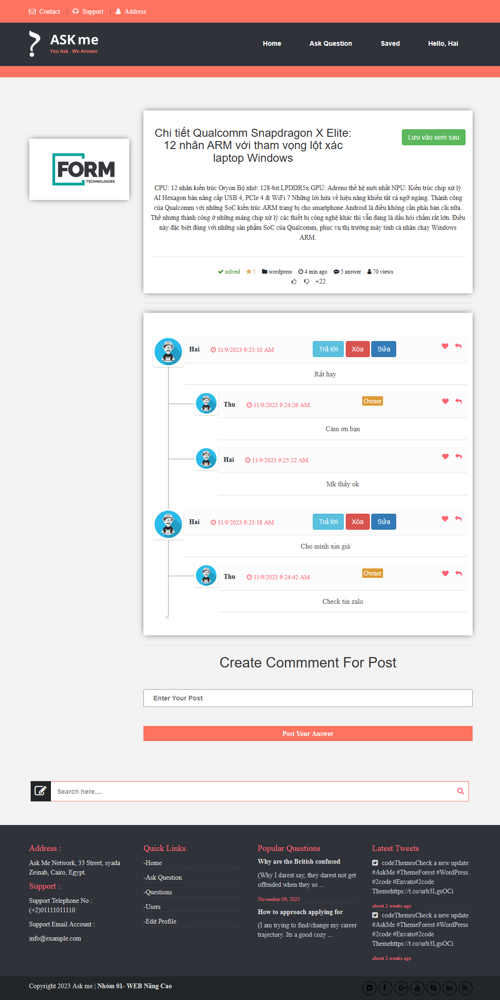 Contact | Support | Address
ASK me
You Ask . We Answer
Home Ask Question Saved Hello, Hai
FORM
TECHNOLOGIES
Chi tiết Qualcomm Snapdragon X Elite:
12 nhân ARM với tham vọng lột xác
laptop Windows
Lưu vào xem sau
CPU: 12 nhân kiến trúc Oryon Bộ nhớ: 128-bit LPDDR5x GPU: Adreno thế hệ mới nhất NPU: Kiến trúc chip xử lý
AI Hexagon bản nâng cấp USB 4, PCIe 4 & WiFi 7 Những lời hứa về hiệu năng khiến tất cả ngỡ ngàng. Thành công
của Qualcomm với những SoC kiến trúc ARM trang bị cho smartphone Android là điều không cần phải bàn cãi nữa.
Thế nhưng thành công ở những mảng chip xử lý các thiết bị công nghệ khác thì vẫn đang là dấu hỏi chấm rất lớn. Điều
này đặc biệt đúng với những sản phẩm SoC của Qualcomm, phục vụ thị trường máy tính cá nhân chạy Windows
ARM.
solved 5 wordpress 4 min ago 5 answer 70 views
+22
Hai 11/9/2023 9:23:10 AM Trả lời Xóa Sửa
Rất hay
Thu 11/9/2023 9:24:26 AM Owner
Cảm ơn bạn
Hai 11/9/2023 9:25:22 AM
Mk thấy ok
Hai 11/9/2023 9:23:18 AM Trả lời Xóa Sửa
Cho mình xin giá
Thu 11/9/2023 9:24:42 AM Owner
Check tin zalo
Create Commment For Post
Enter Your Post
Post Your Answer
Search here....
Address :
Ask Me Network, 33 Street, syada
Zeinab, Cairo, Egypt.
Support :
Support Telephone No :
(+2)01111011110
Support Email Account :
info@example.com
Quick Links
-Home
-Ask Question
-Questions
-Users
-Edit Profile
Popular Questions
Why are the British confused
(Why I darest say, they darest not get
offended when they so ...
November 09, 2023
How to approach applying for
(I am trying to find/change my career
trajectory. Its a good cozy ...
Latest Tweets
codeThemesCheck a new update
#AskMe #ThemeForest #WordPress
#2code #Envato#2code
Themehttps://t.co/urb3LgsOCi
about 2 weeks ago
codeThemesCheck a new update
#AskMe #ThemeForest #WordPress
#2code #Envato#2code
Themehttps://t.co/urb3LgsOCi
about 2 weeks ago
Copyright 2023 Ask me | Nhóm 01- WEB Nâng Cao